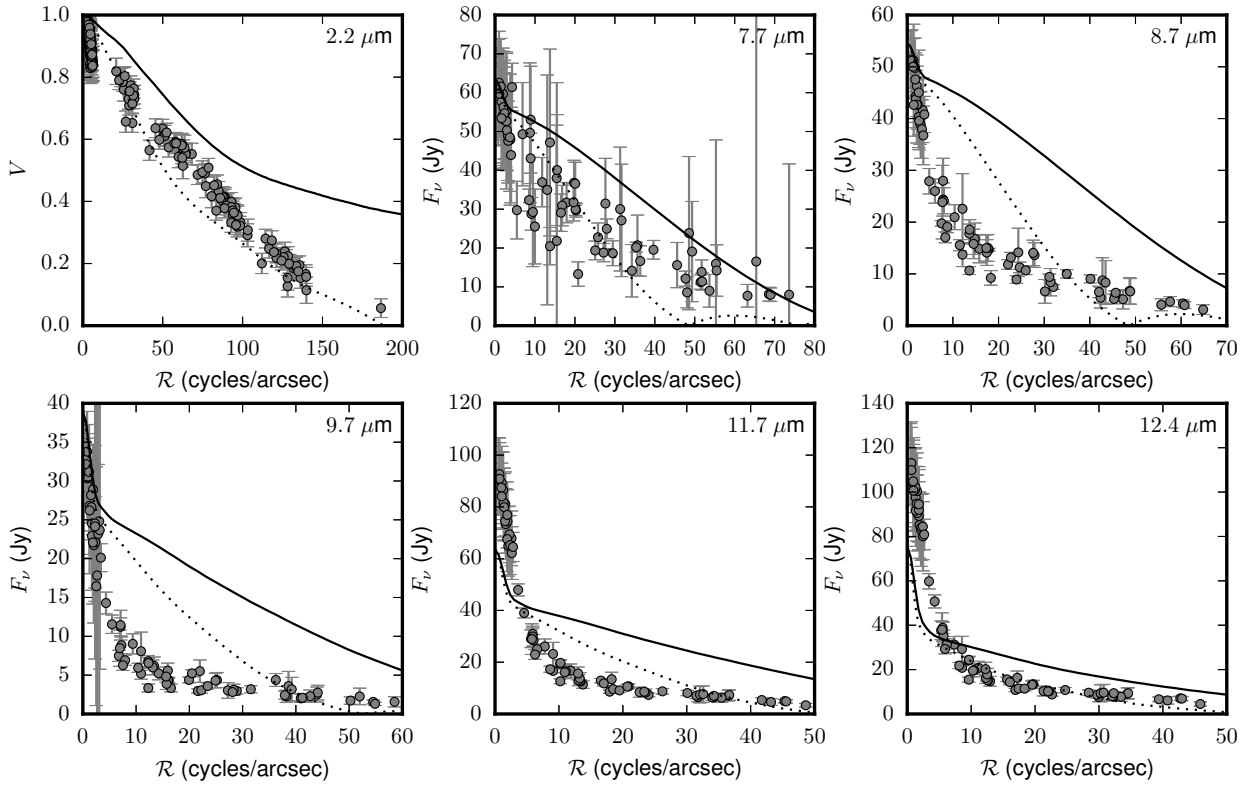 1.0
0.8
0.6
0.4
0.2
0.0
V
2.2 μm
0 50 100 150 200
ℛ (cycles/arcsec)
80
70
60
50
40
30
20
10
0
F_ν (Jy)
7.7 μm
0 10 20 30 40 50 60 70 80
ℛ (cycles/arcsec)
60
50
40
30
20
10
0
F_ν (Jy)
8.7 μm
0 10 20 30 40 50 60 70
ℛ (cycles/arcsec)
40
35
30
25
20
15
10
5
0
F_ν (Jy)
9.7 μm
0 10 20 30 40 50 60
ℛ (cycles/arcsec)
120
100
80
60
40
20
0
F_ν (Jy)
11.7 μm
0 10 20 30 40 50
ℛ (cycles/arcsec)
140
120
100
80
60
40
20
0
F_ν (Jy)
12.4 μm
0 10 20 30 40 50
ℛ (cycles/arcsec)